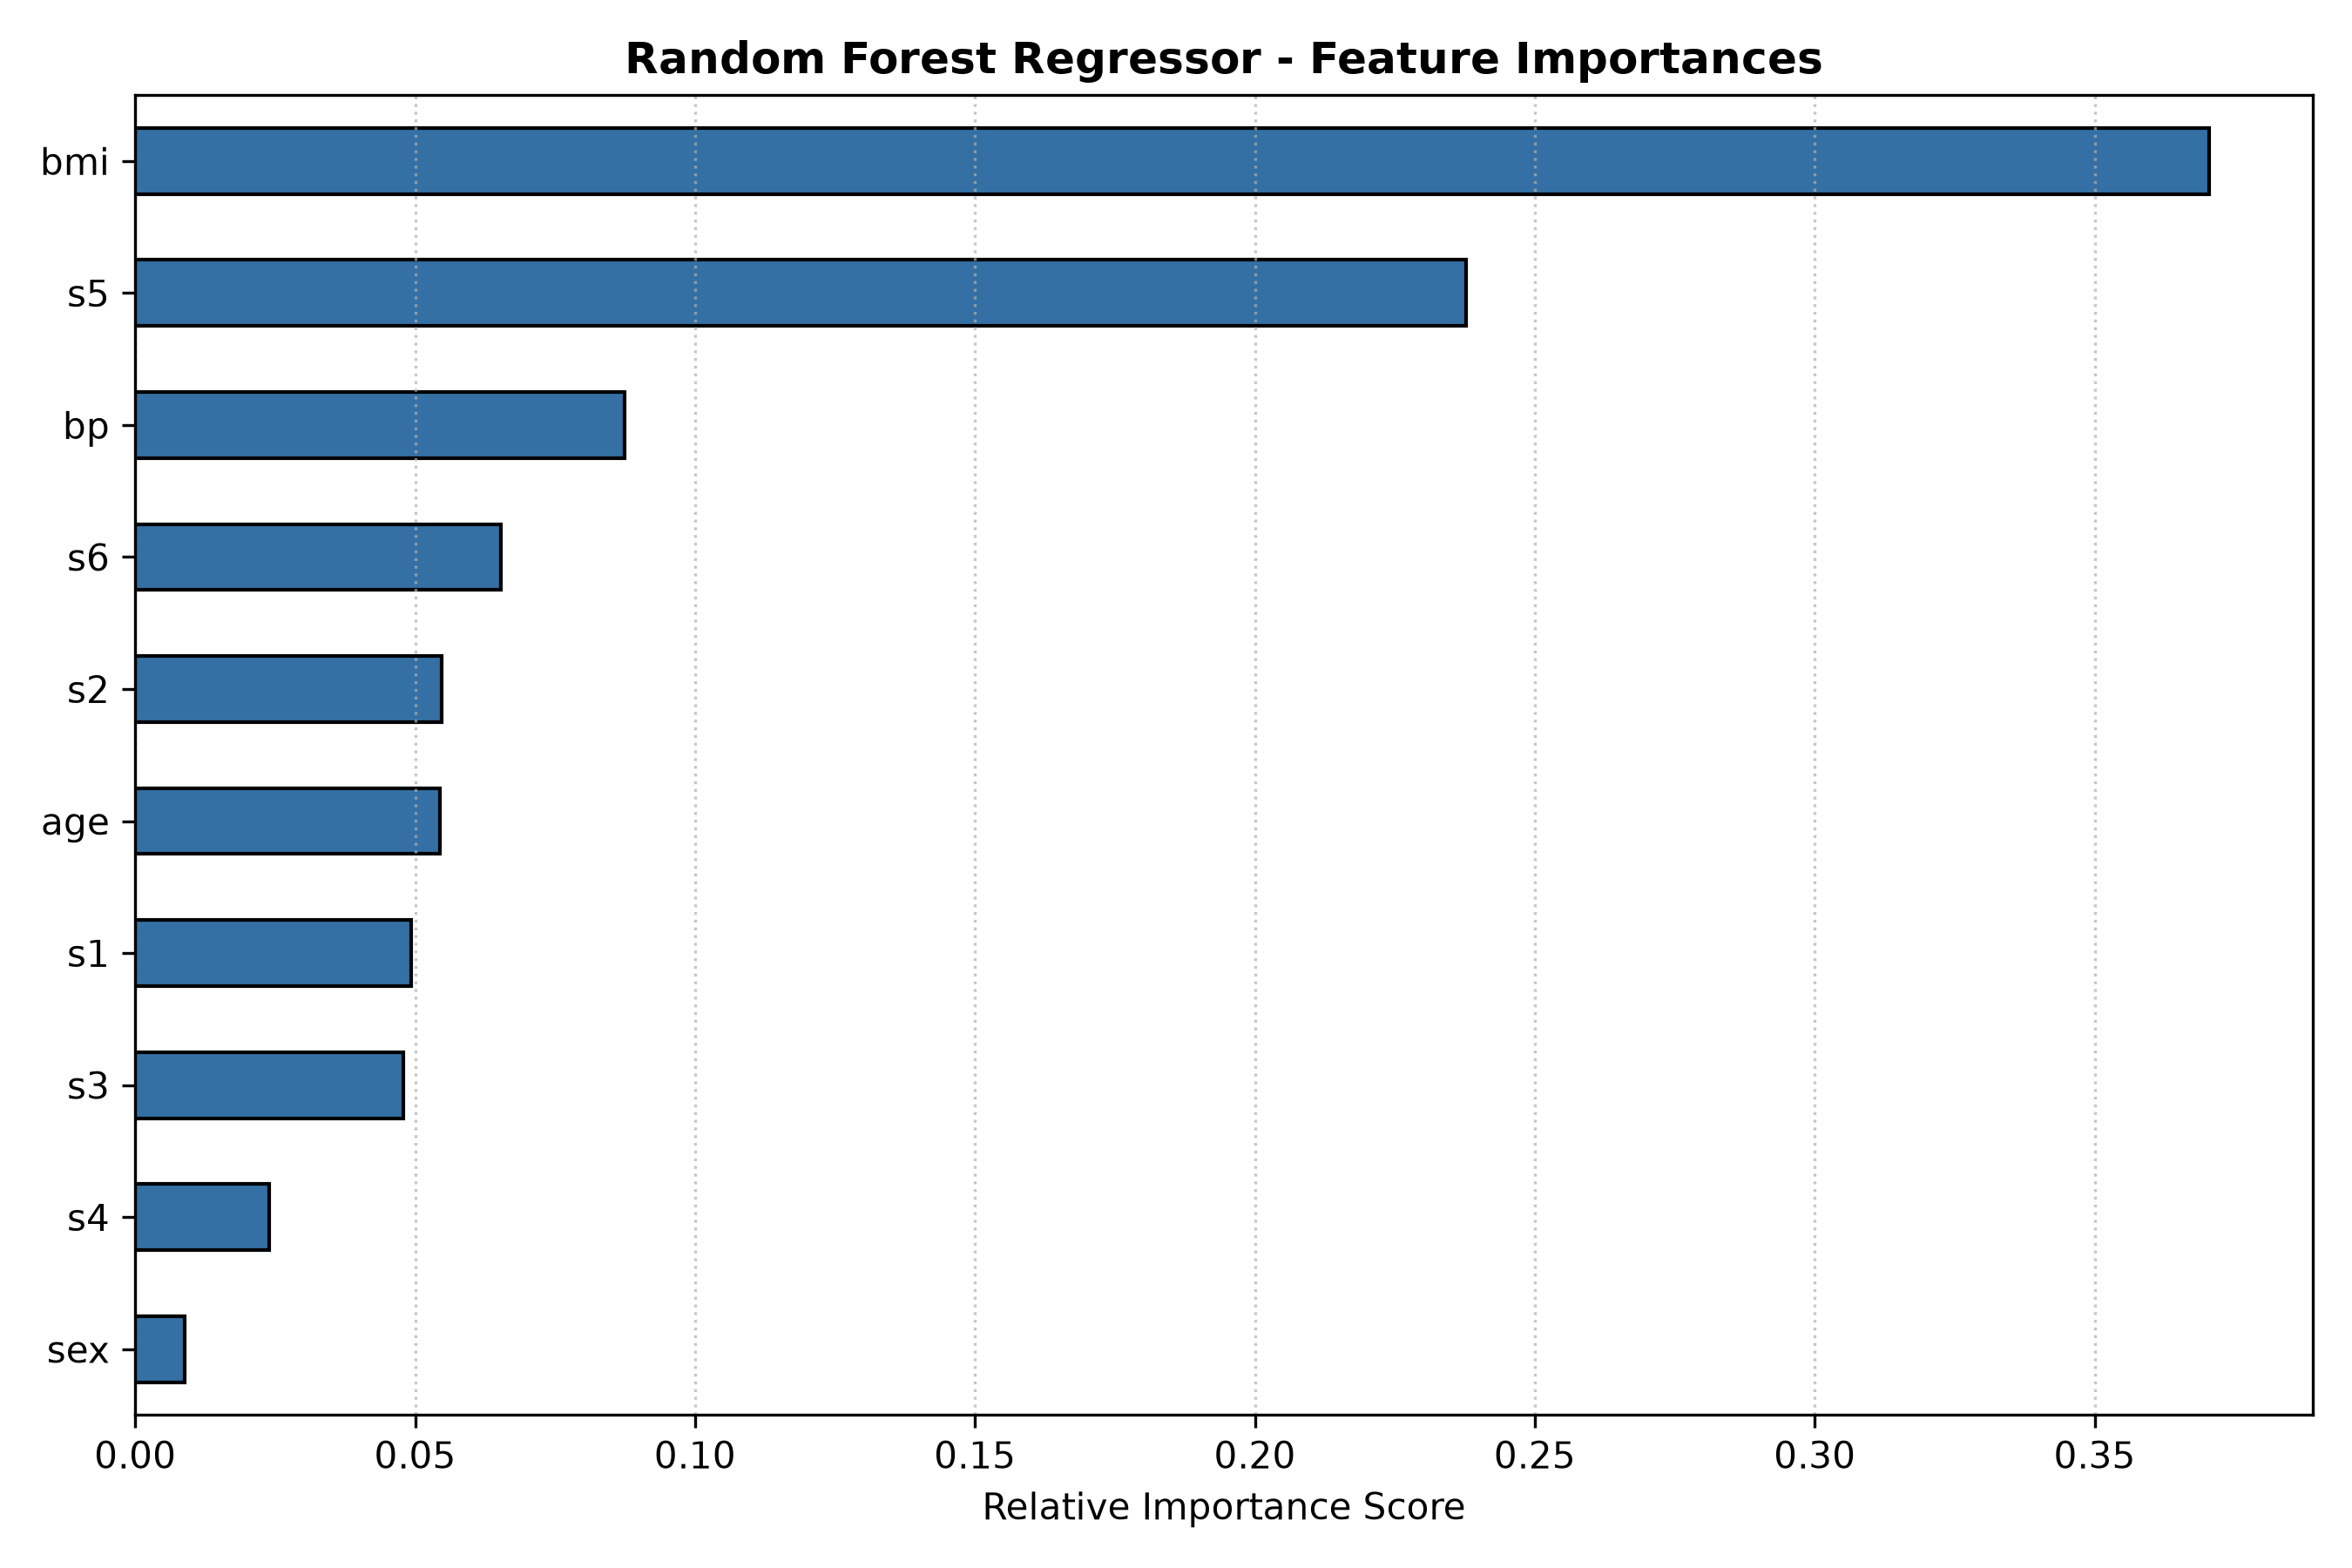 Random Forest Regressor - Feature Importances
bmi
s5
bp
s6
s2
age
s1
s3
s4
sex
0.00 0.05 0.10 0.15 0.20 0.25 0.30 0.35
Relative Importance Score